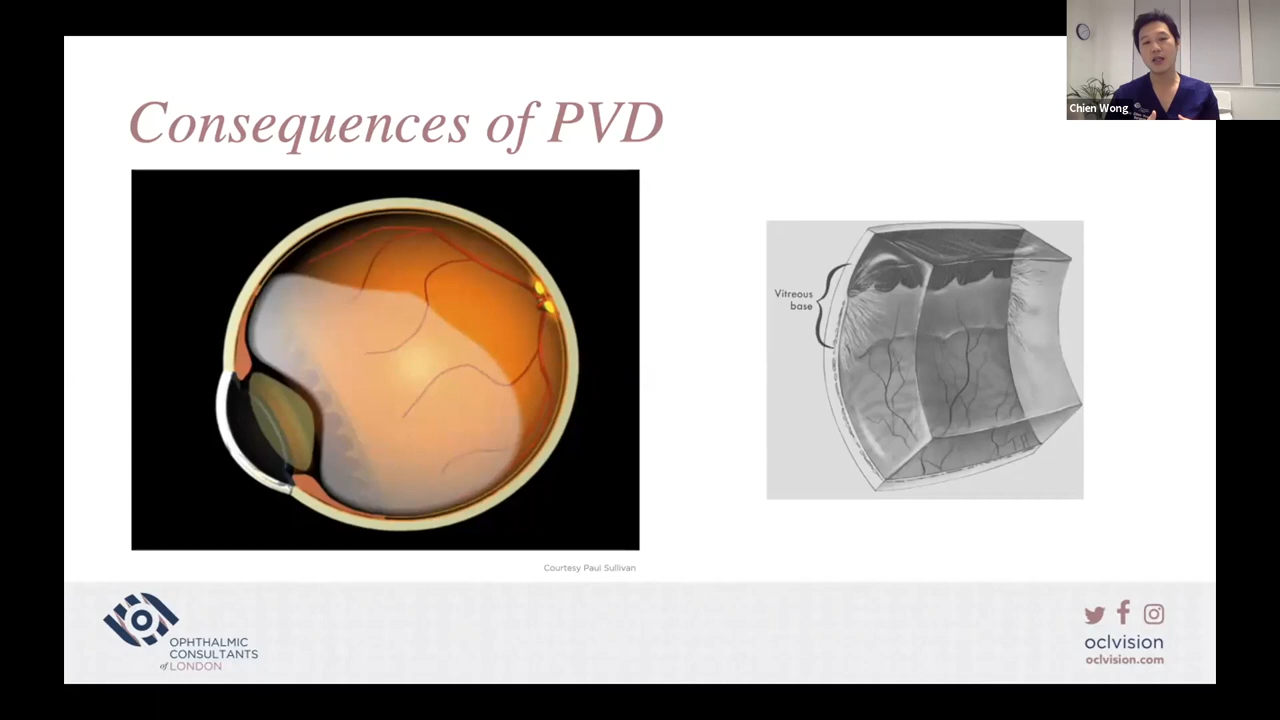 Chien Wong
Consequences of PVD
Vitreous
base
Courtesy Paul Sullivan
OPHTHALMIC
CONSULTANTS
of LONDON
oclvision
oclvision.com